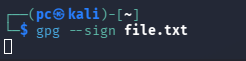 ┌──(pc㉿kali)-[~]
└─$ gpg --sign file.txt